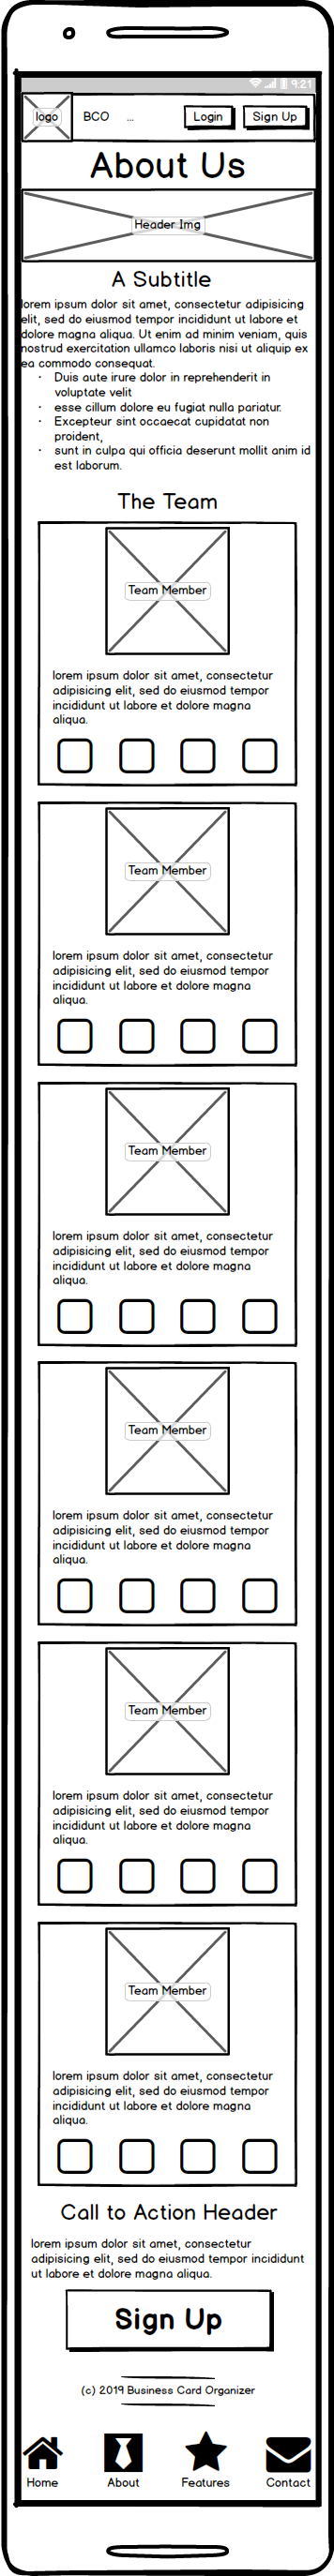 9:21
logo
BCO
...
Login
Sign Up
About Us
Header Img
A Subtitle
lorem ipsum dolor sit amet, consectetur adipisicing
elit, sed do eiusmod tempor incididunt ut labore et
dolore magna aliqua. Ut enim ad minim veniam, quis
nostrud exercitation ullamco laboris nisi ut aliquip ex
ea commodo consequat.
· Duis aute irure dolor in reprehenderit in
voluptate velit
· esse cillum dolore eu fugiat nulla pariatur.
· Excepteur sint occaecat cupidatat non
proident,
· sunt in culpa qui officia deserunt mollit anim id
est laborum.
The Team
Team Member
lorem ipsum dolor sit amet, consectetur
adipisicing elit, sed do eiusmod tempor
incididunt ut labore et dolore magna
aliqua.
Team Member
lorem ipsum dolor sit amet, consectetur
adipisicing elit, sed do eiusmod tempor
incididunt ut labore et dolore magna
aliqua.
Team Member
lorem ipsum dolor sit amet, consectetur
adipisicing elit, sed do eiusmod tempor
incididunt ut labore et dolore magna
aliqua.
Team Member
lorem ipsum dolor sit amet, consectetur
adipisicing elit, sed do eiusmod tempor
incididunt ut labore et dolore magna
aliqua.
Team Member
lorem ipsum dolor sit amet, consectetur
adipisicing elit, sed do eiusmod tempor
incididunt ut labore et dolore magna
aliqua.
Team Member
lorem ipsum dolor sit amet, consectetur
adipisicing elit, sed do eiusmod tempor
incididunt ut labore et dolore magna
aliqua.
Call to Action Header
lorem ipsum dolor sit amet, consectetur
adipisicing elit, sed do eiusmod tempor incididunt
ut labore et dolore magna aliqua.
Sign Up
(c) 2019 Business Card Organizer
Home
About
Features
Contact